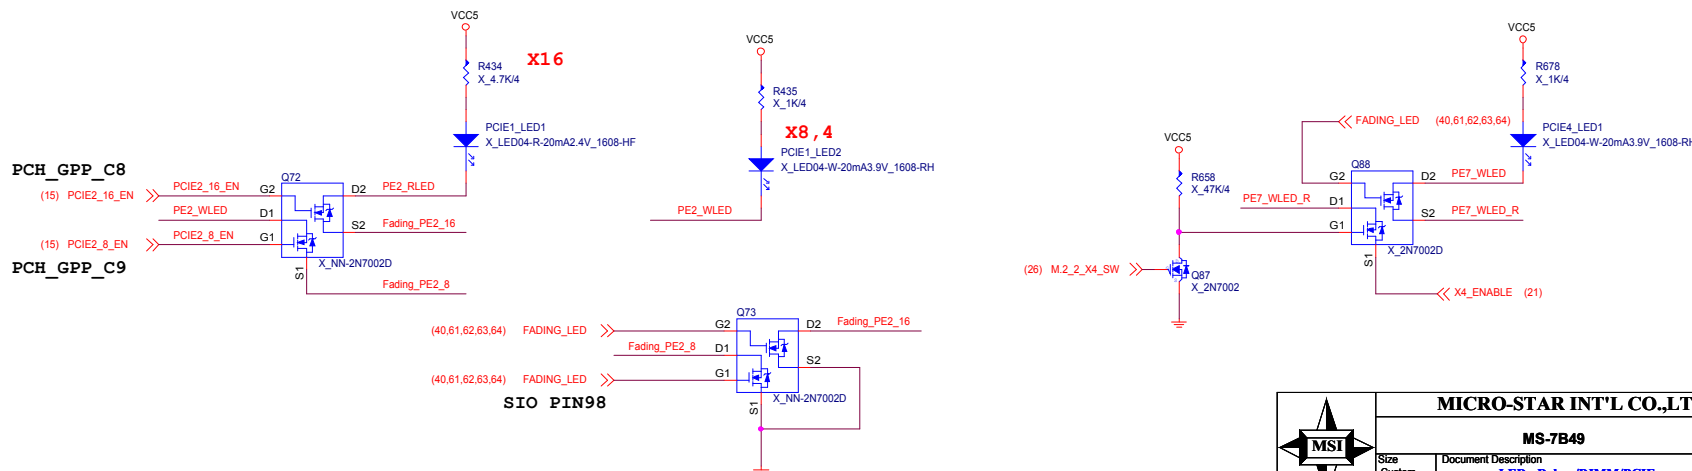 VCC5
R434
X_4.7K/4
X16
PCIE1_LED1
X_LED04-R-20mA2.4V_1608-HF
PCH_GPP_C8
(15) PCIE2_16_EN
PCIE2_16_EN
G2
Q72
D2
PE2_RLED
PE2_WLED
D1
S2
Fading_PE2_16
(15) PCIE2_8_EN
PCIE2_8_EN
G1
PCH_GPP_C9
X_NN-2N7002D
S1
Fading_PE2_8
VCC5
R435
X_1K/4
X8,4
PCIE1_LED2
X_LED04-W-20mA3.9V_1608-RH
PE2_WLED
Q73
(40,61,62,63,64) FADING_LED
G2
D2
Fading_PE2_16
Fading_PE2_8
D1
S2
(40,61,62,63,64) FADING_LED
G1
SIO PIN98
S1
X_NN-2N7002D
VCC5
R678
X_1K/4
FADING_LED (40,61,62,63,64)
PCIE4_LED1
X_LED04-W-20mA3.9V_1608-RH
VCC5
R658
X_47K/4
Q88
G2
D2
PE7_WLED
PE7_WLED_R
D1
S2
PE7_WLED_R
G1
X_2N7002D
S1
(26) M.2_2_X4_SW
Q87
X_2N7002
X4_ENABLE (21)
MICRO-STAR INT'L CO.,LT
MSI
MS-7B49
Size
Document Description